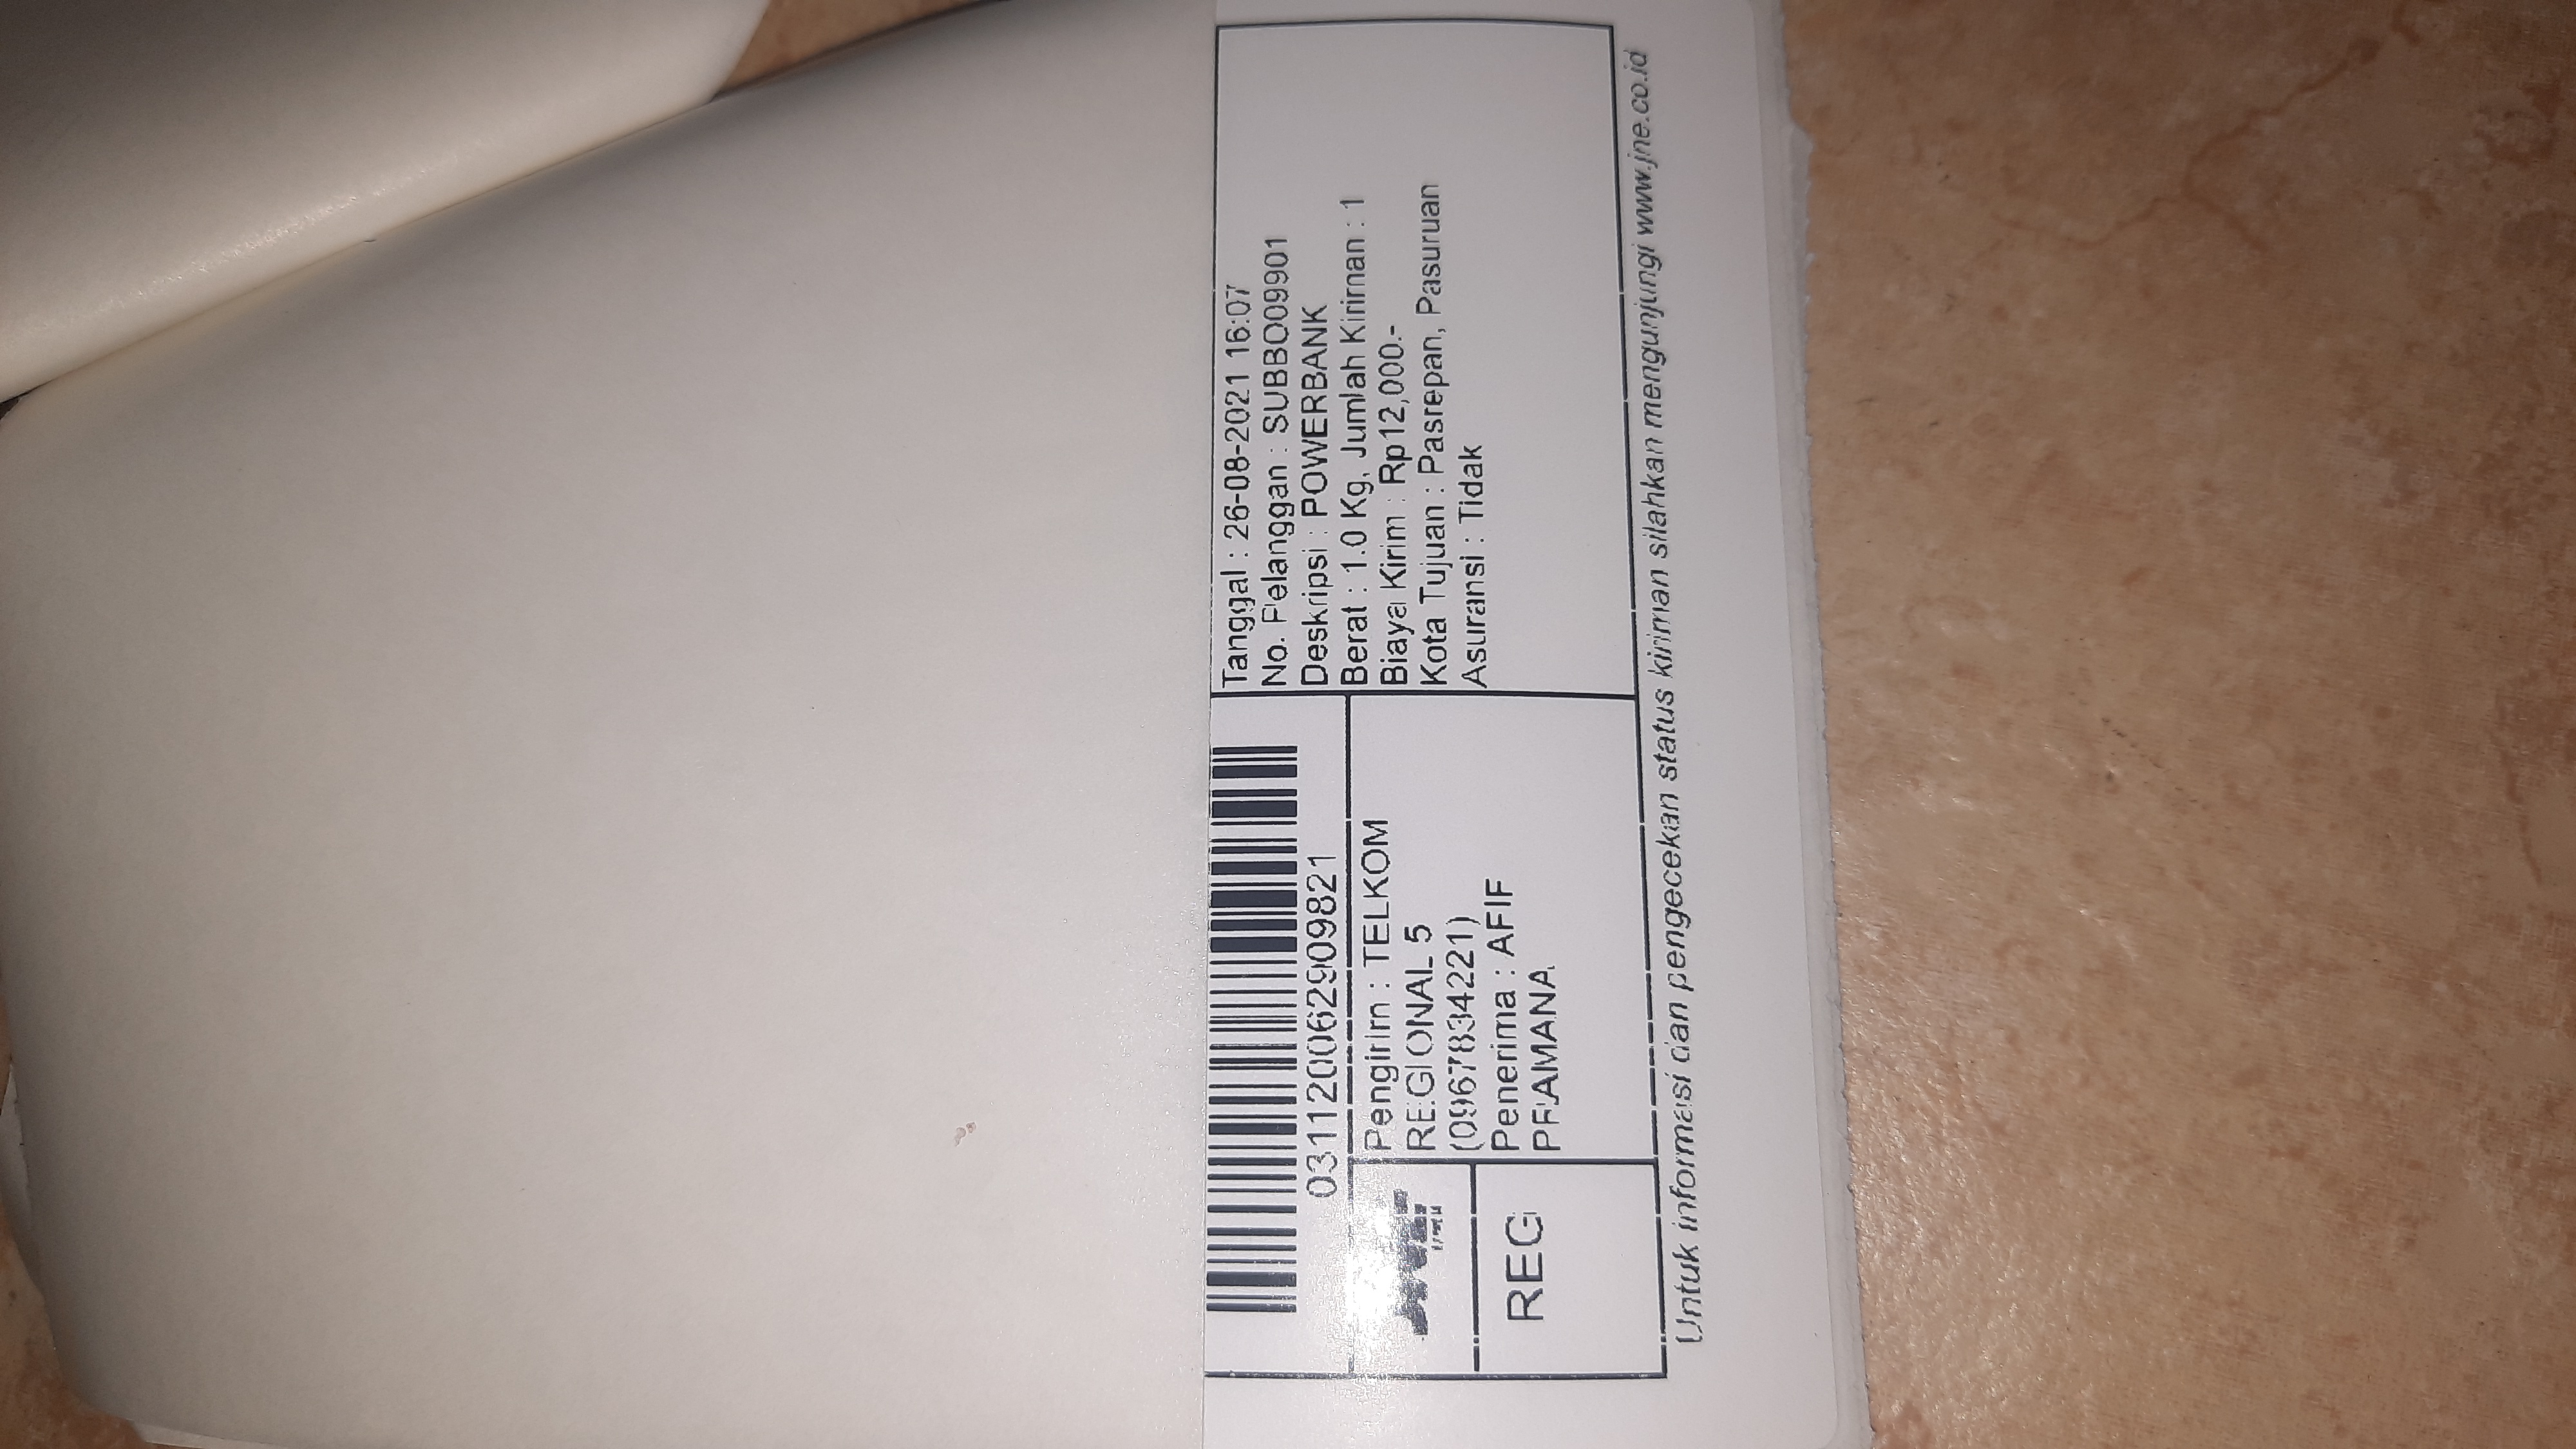 031120062909821
JNE
REG
Pengirim : TELKOM
REGIONAL 5
(0967834221)
Penerima : AFIF
PRAMANA
Tanggal : 26-08-2021 16:07
No. Pelanggan : SUBBO09901
Deskripsi : POWERBANK
Berat : 1.0 Kg, Jumlah Kiriman : 1
Biaya Kirim : Rp12,000.-
Kota Tujuan : Pasrepan, Pasuruan
Asuransi : Tidak
Untuk informasi dan pengecekan status kiriman silahkan mengunjungi www.jne.co.id